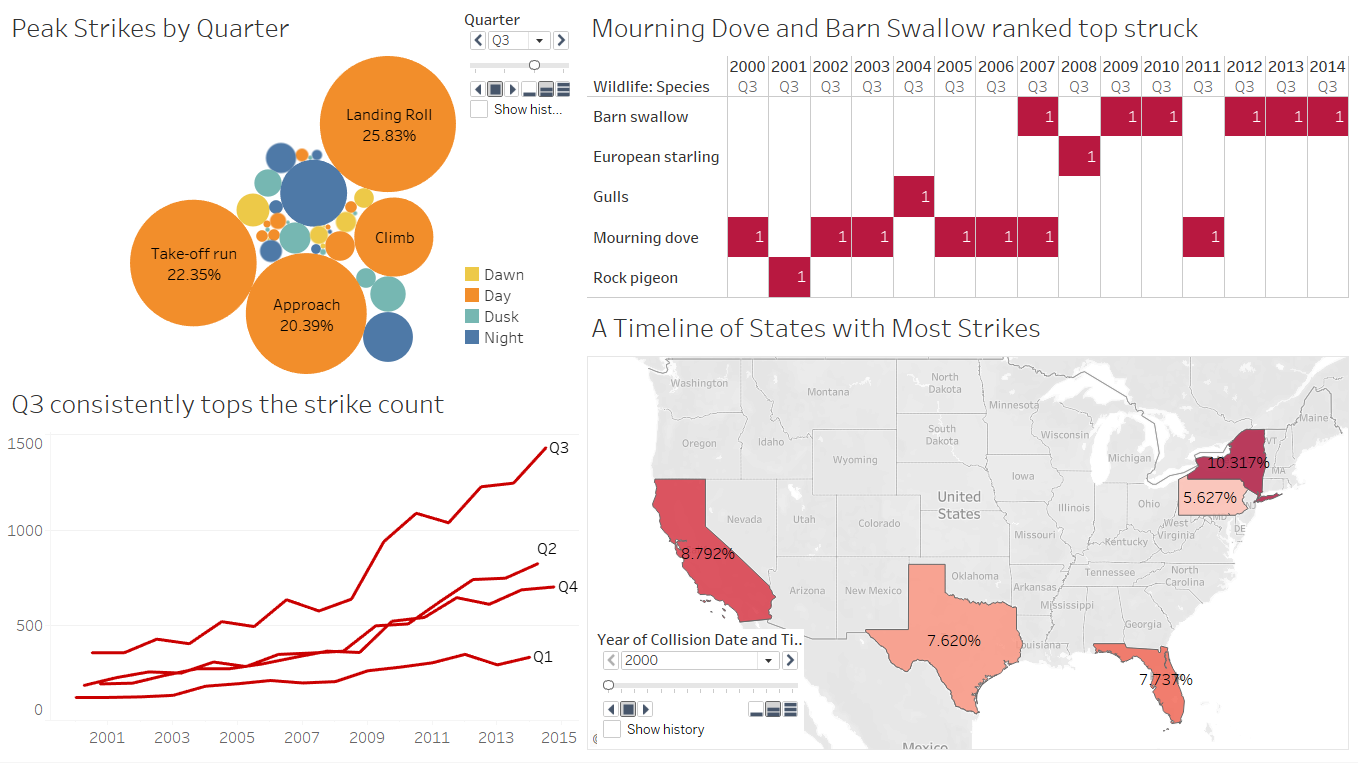 Peak Strikes by Quarter
Quarter
Q3
Show hist...
Landing Roll
25.83%
Take-off run
22.35%
Climb
Approach
20.39%
Dawn
Day
Dusk
Night
Mourning Dove and Barn Swallow ranked top struck
2000 2001 2002 2003 2004 2005 2006 2007 2008 2009 2010 2011 2012 2013 2014
Wildlife: Species Q3 Q3 Q3 Q3 Q3 Q3 Q3 Q3 Q3 Q3 Q3 Q3 Q3 Q3 Q3
Barn swallow 1 1 1 1 1 1
European starling 1
Gulls 1
Mourning dove 1 1 1 1 1 1 1
Rock pigeon 1
Q3 consistently tops the strike count
1500
1000
500
0
Q3
Q2
Q4
Q1
2001 2003 2005 2007 2009 2011 2013 2015
A Timeline of States with Most Strikes
Washington
Montana
North
Dakota
Minnesota
Maine
Oregon
Idaho
South
Dakota
Wisconsin
Michigan
VT
Wyoming
10.317%
MA
Iowa
5.627%
Nevada
Utah
Colorado
United
States
Illinois
Ohio
NJ
MD
DE
West
Virginia
Missouri
Kentucky
8.792%
Arizona
New Mexico
Oklahoma
Arkansas
Tennessee
North
Carolina
Mississippi
Georgia
7.620%
ouisiana
7.737%
Mexico
Year of Collision Date and Ti..
2000
Show history
©